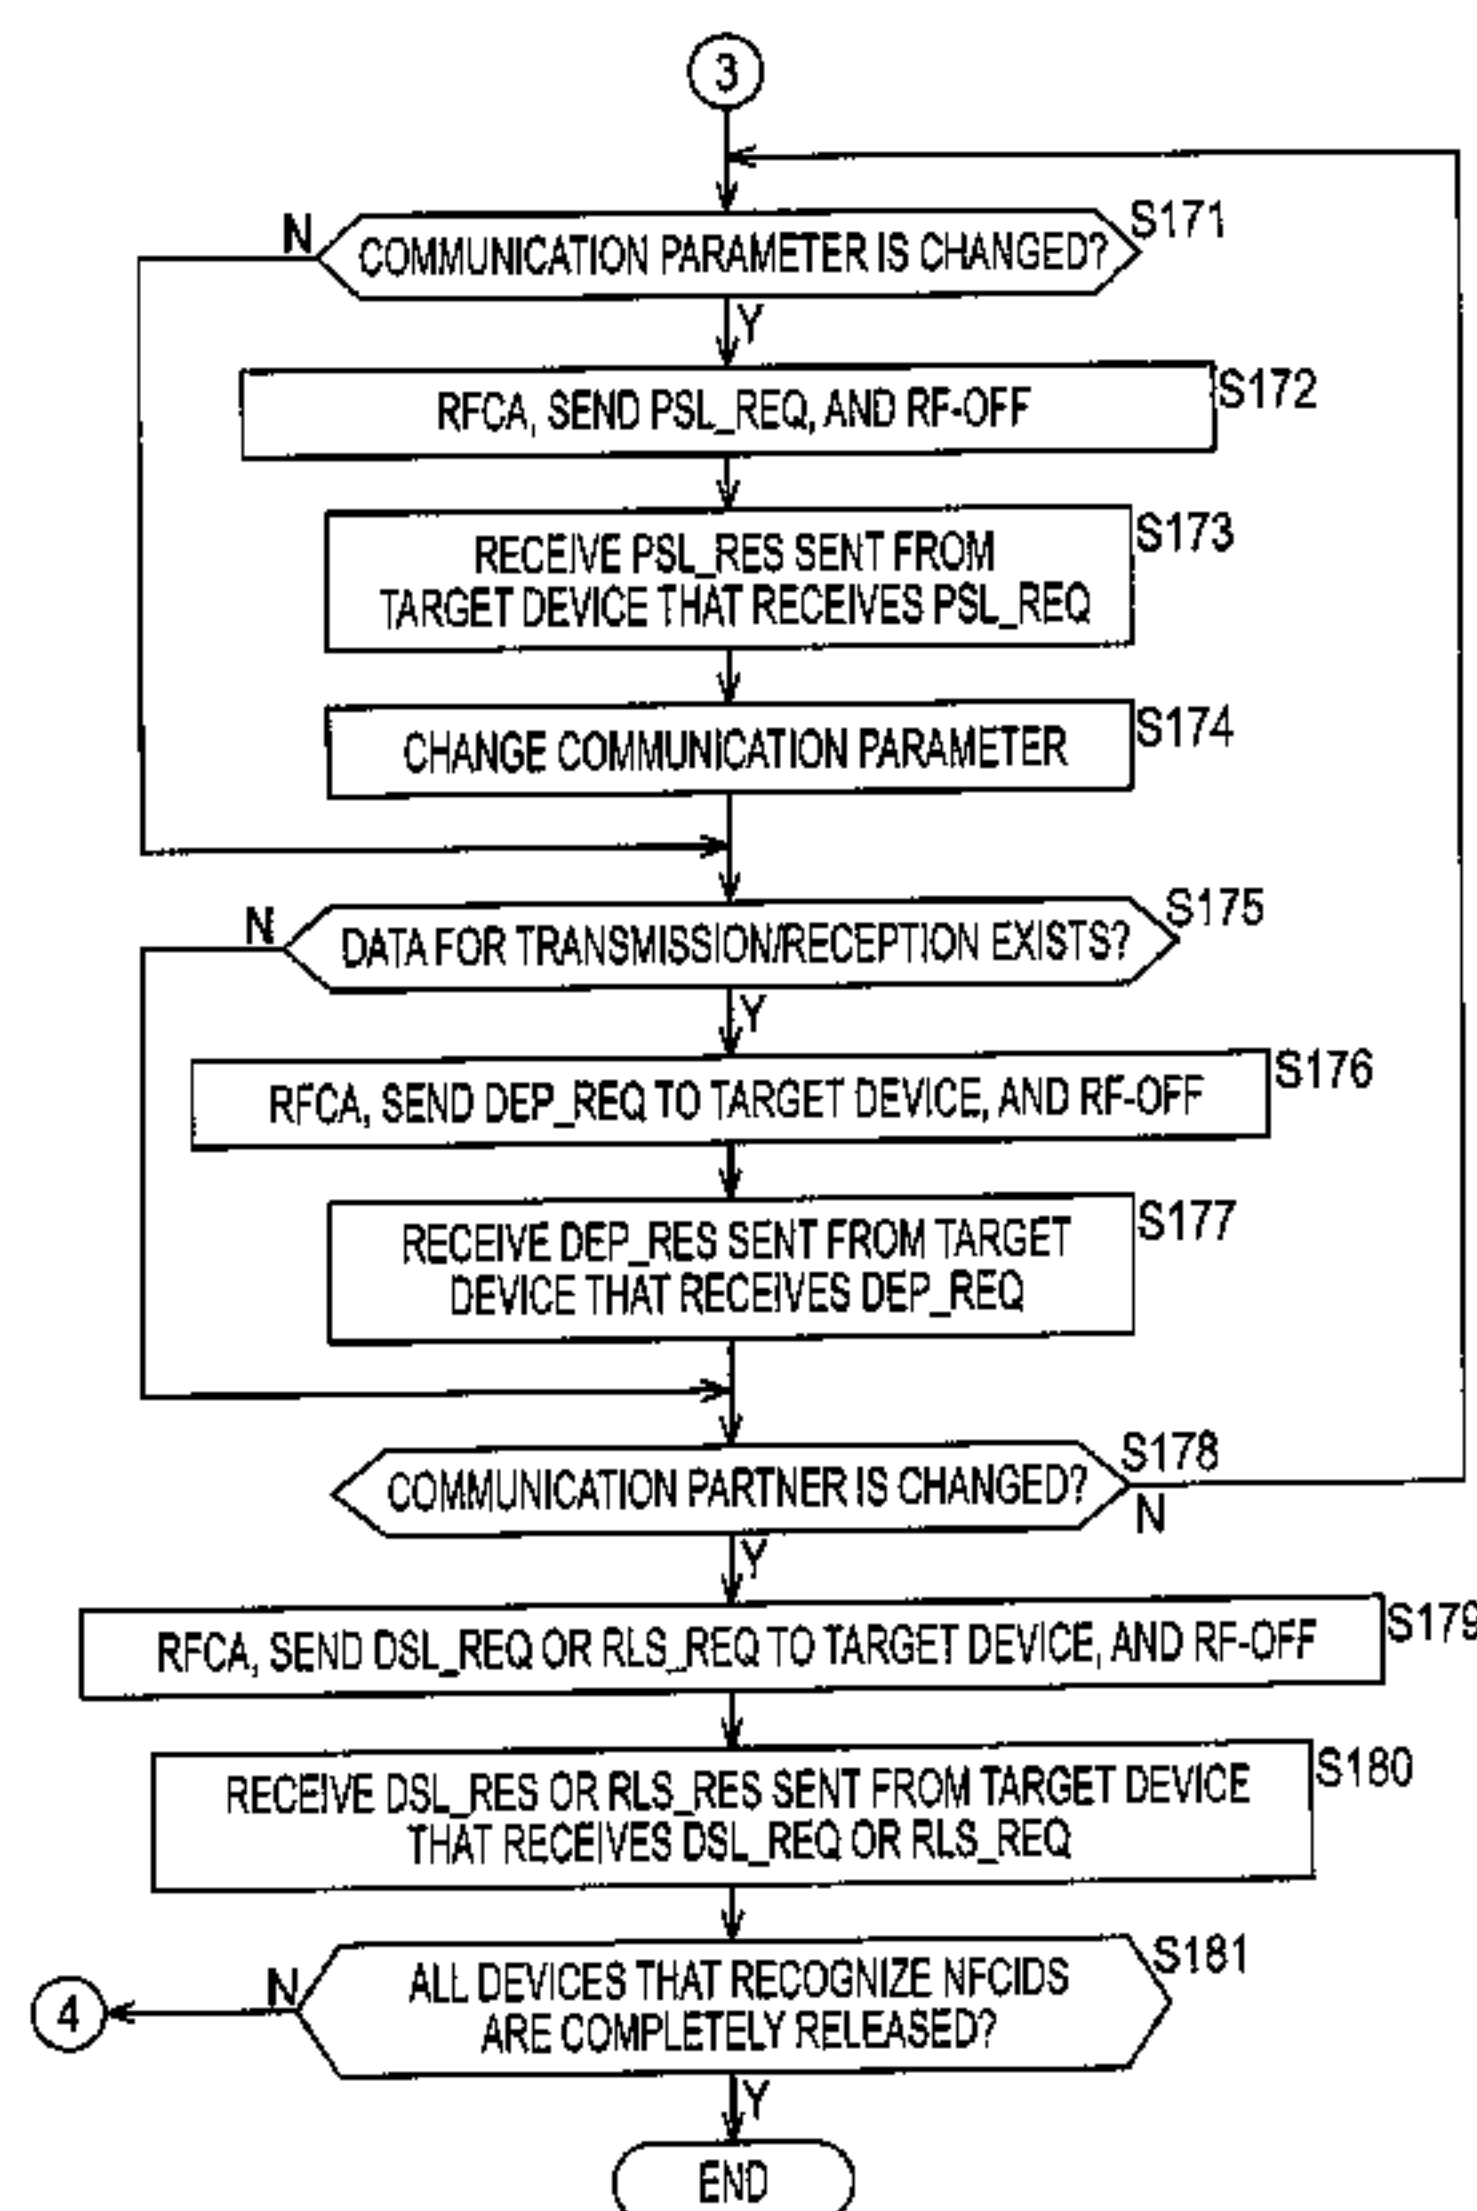 3
N
COMMUNICATION PARAMETER IS CHANGED?
S171
Y
RFCA, SEND PSL_REQ, AND RF-OFF
S172
RECEIVE PSL_RES SENT FROM
TARGET DEVICE THAT RECEIVES PSL_REQ
S173
CHANGE COMMUNICATION PARAMETER
S174
N
DATA FOR TRANSMISSION/RECEPTION EXISTS?
S175
Y
RFCA, SEND DEP_REQ TO TARGET DEVICE, AND RF-OFF
S176
RECEIVE DEP_RES SENT FROM TARGET
DEVICE THAT RECEIVES DEP_REQ
S177
COMMUNICATION PARTNER IS CHANGED?
S178
N
Y
RFCA, SEND DSL_REQ OR RLS_REQ TO TARGET DEVICE, AND RF-OFF
S179
RECEIVE DSL_RES OR RLS_RES SENT FROM TARGET DEVICE
THAT RECEIVES DSL_REQ OR RLS_REQ
S180
4
N
ALL DEVICES THAT RECOGNIZE NFCIDS
ARE COMPLETELY RELEASED?
S181
Y
END